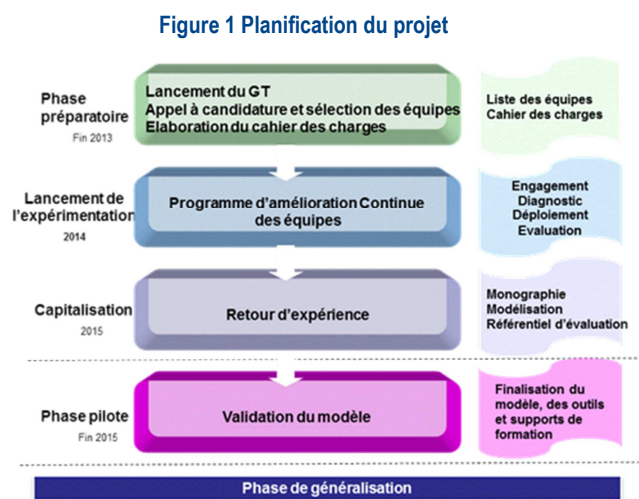 Figure 1 Planification du projet
Phase
préparatoire
Fin 2013
Lancement du GT
Appel à candidature et sélection des équipes
Elaboration du cahier des charges
Liste des équipes
Cahier des charges
Lancement de
l'expérimentation
2014
Programme d'amélioration Continue
des équipes
Engagement
Diagnostic
Déploiement
Evaluation
Capitalisation
2015
Retour d'expérience
Monographie
Modélisation
Référentiel d'évaluation
Phase pilote
Fin 2015
Validation du modèle
Finalisation du
modèle, des outils
et supports de
formation
Phase de généralisation